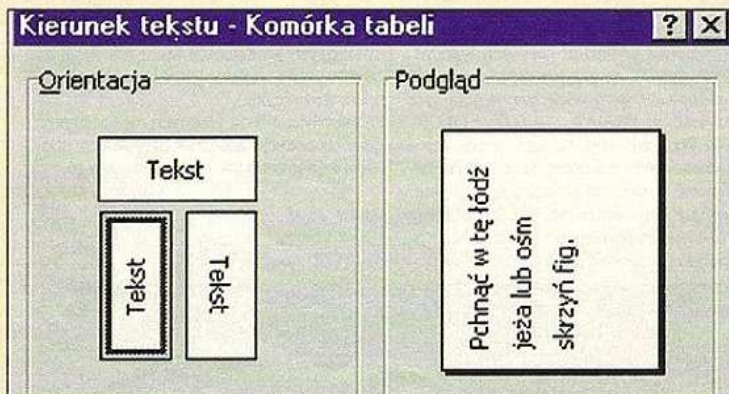 Kierunek tekstu - Komórka tabeli
Orientacja
Tekst
Tekst
Tekst
Podgląd
Pchnąć w tę łódź
jeża lub ośm
skrzyń fig.